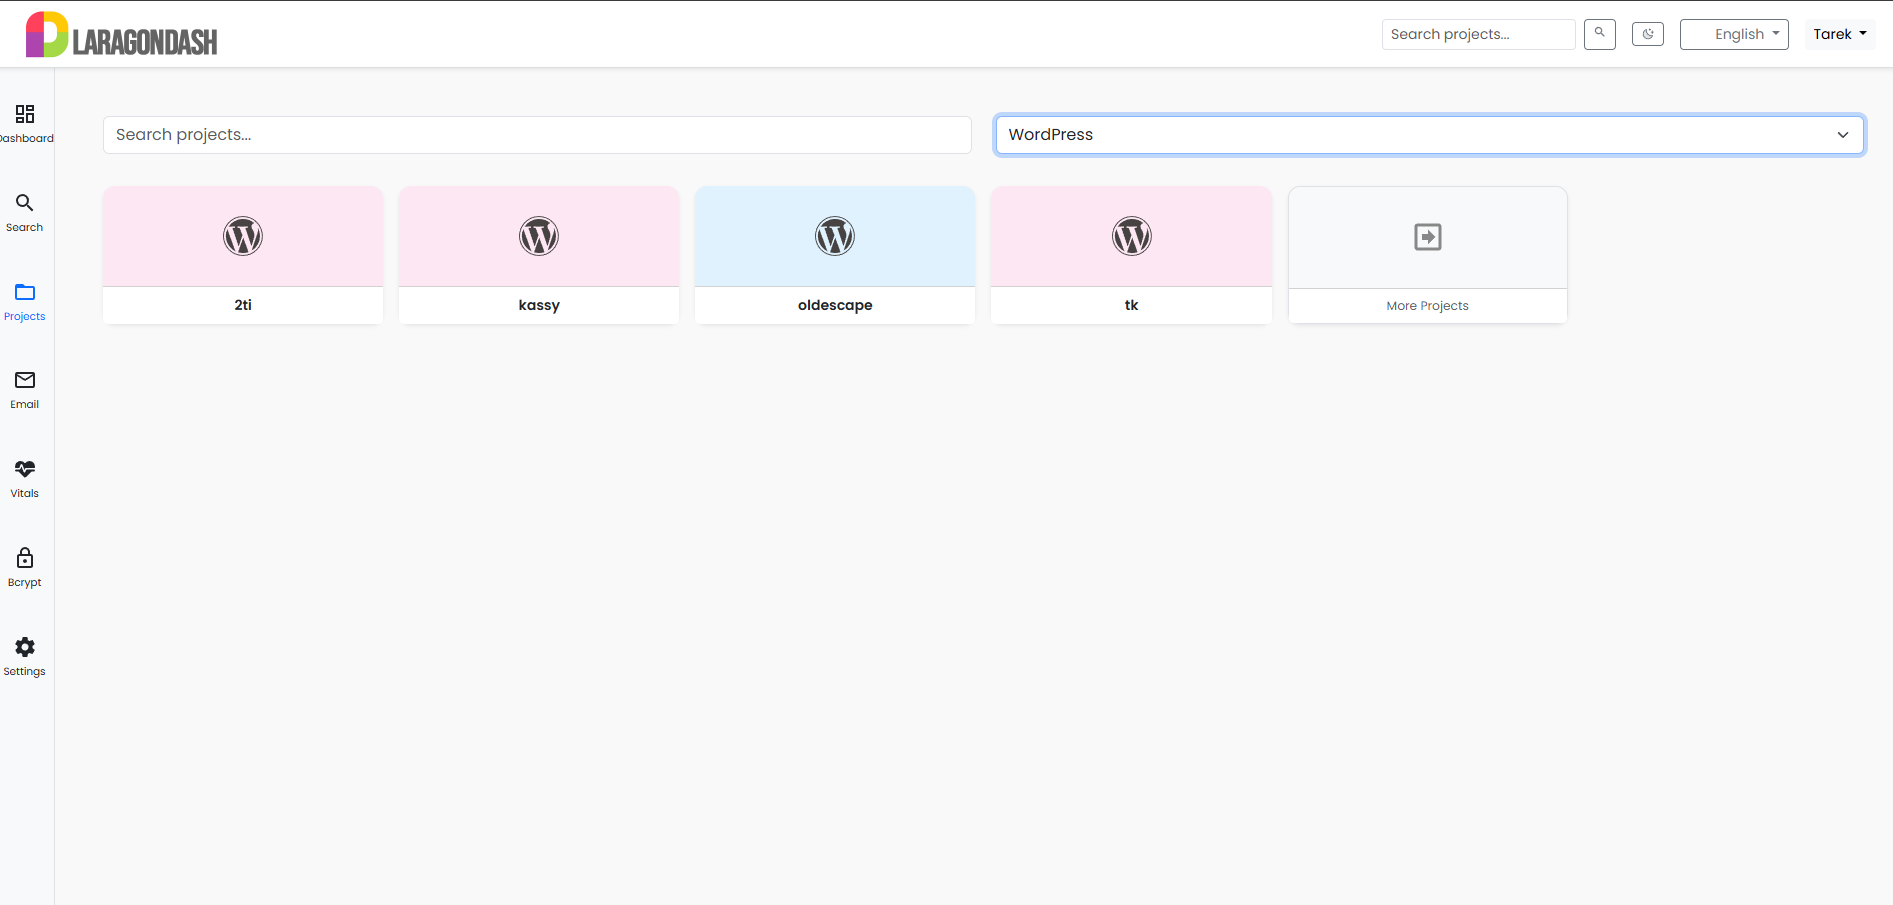 LARAGONDASH
Search projects...
English
Tarek
Dashboard
Search
Projects
Email
Vitals
Bcrypt
Settings
Search projects...
WordPress
2ti
kassy
oldescape
tk
More Projects